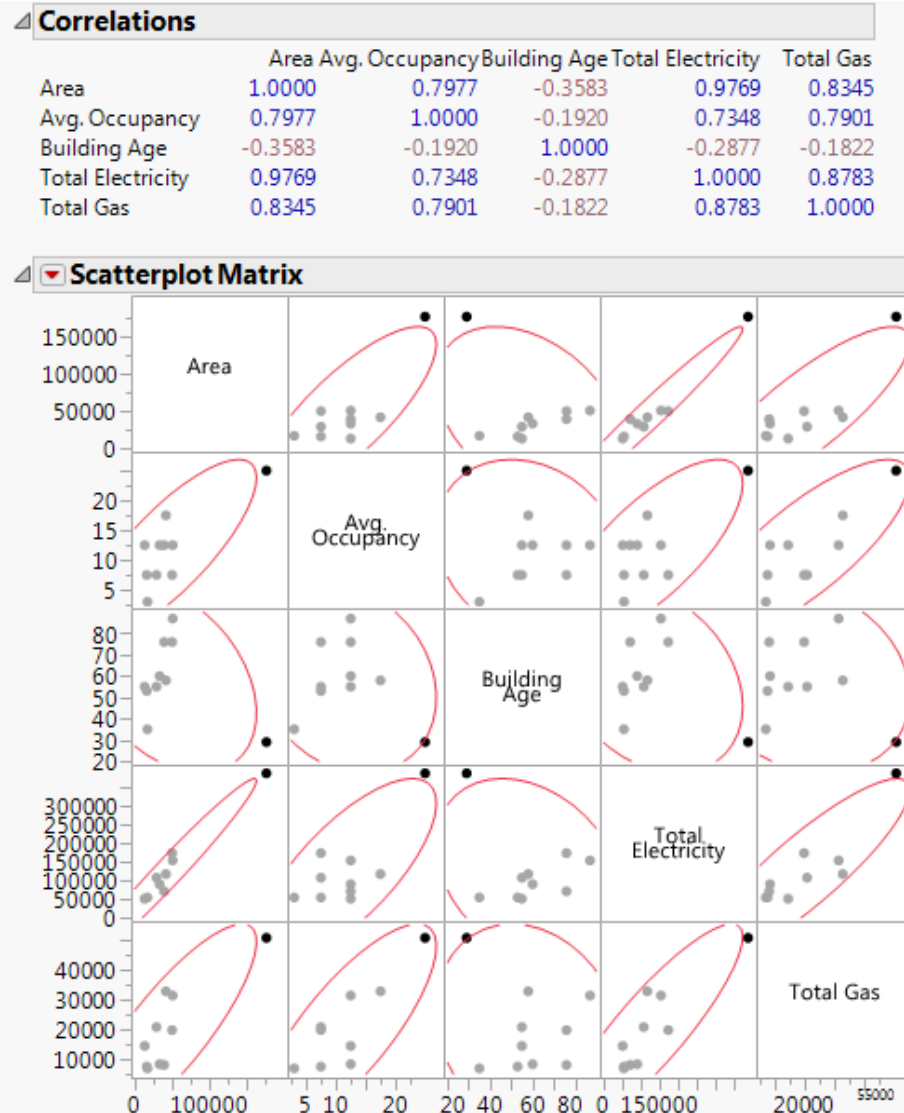 Correlations
Area Avg. Occupancy Building Age Total Electricity Total Gas
Area 1.0000 0.7977 -0.3583 0.9769 0.8345
Avg. Occupancy 0.7977 1.0000 -0.1920 0.7348 0.7901
Building Age -0.3583 -0.1920 1.0000 -0.2877 -0.1822
Total Electricity 0.9769 0.7348 -0.2877 1.0000 0.8783
Total Gas 0.8345 0.7901 -0.1822 0.8783 1.0000
Scatterplot Matrix
150000
100000
50000
0
Area
20
15
10
5
Avg.
Occupancy
80
70
60
50
40
30
20
Building
Age
300000
250000
200000
150000
100000
50000
0
Total
Electricity
40000
30000
20000
10000
Total Gas
0 100000 5 10 20 20 40 60 80 0 150000 20000 55000